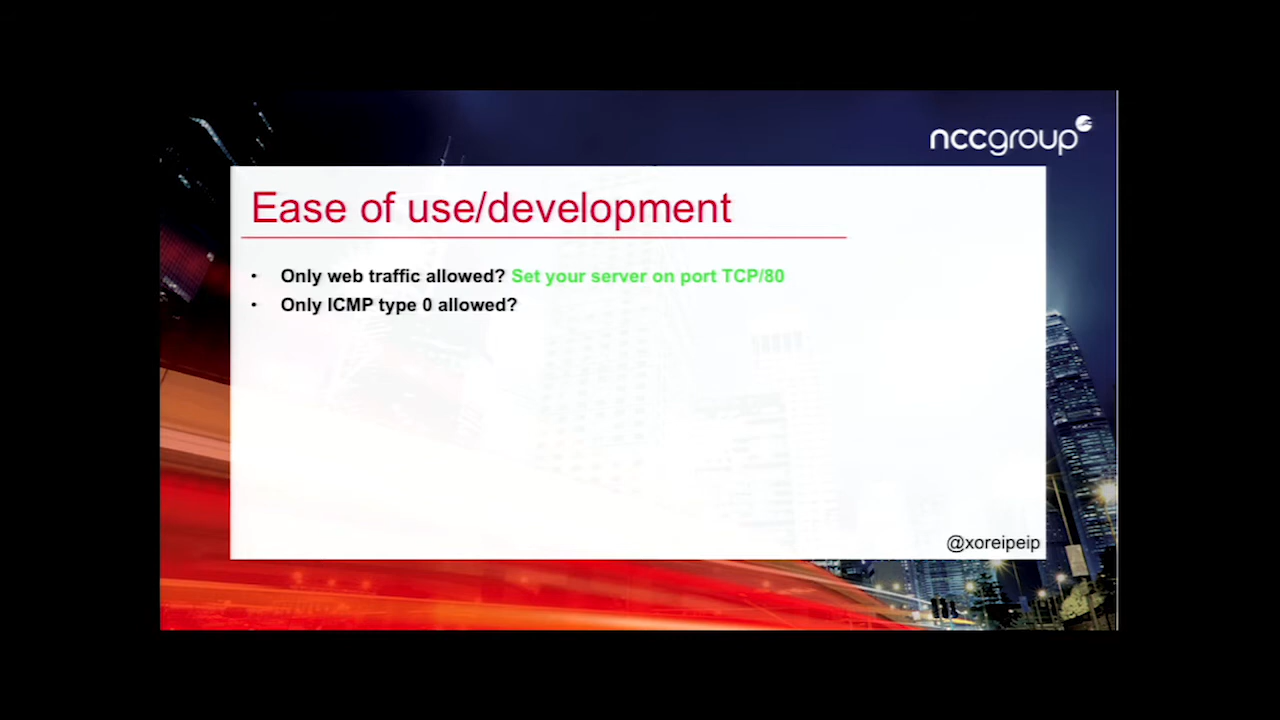 nccgroup
Ease of use/development
• Only web traffic allowed? Set your server on port TCP/80
• Only ICMP type 0 allowed?
@xoreipeip